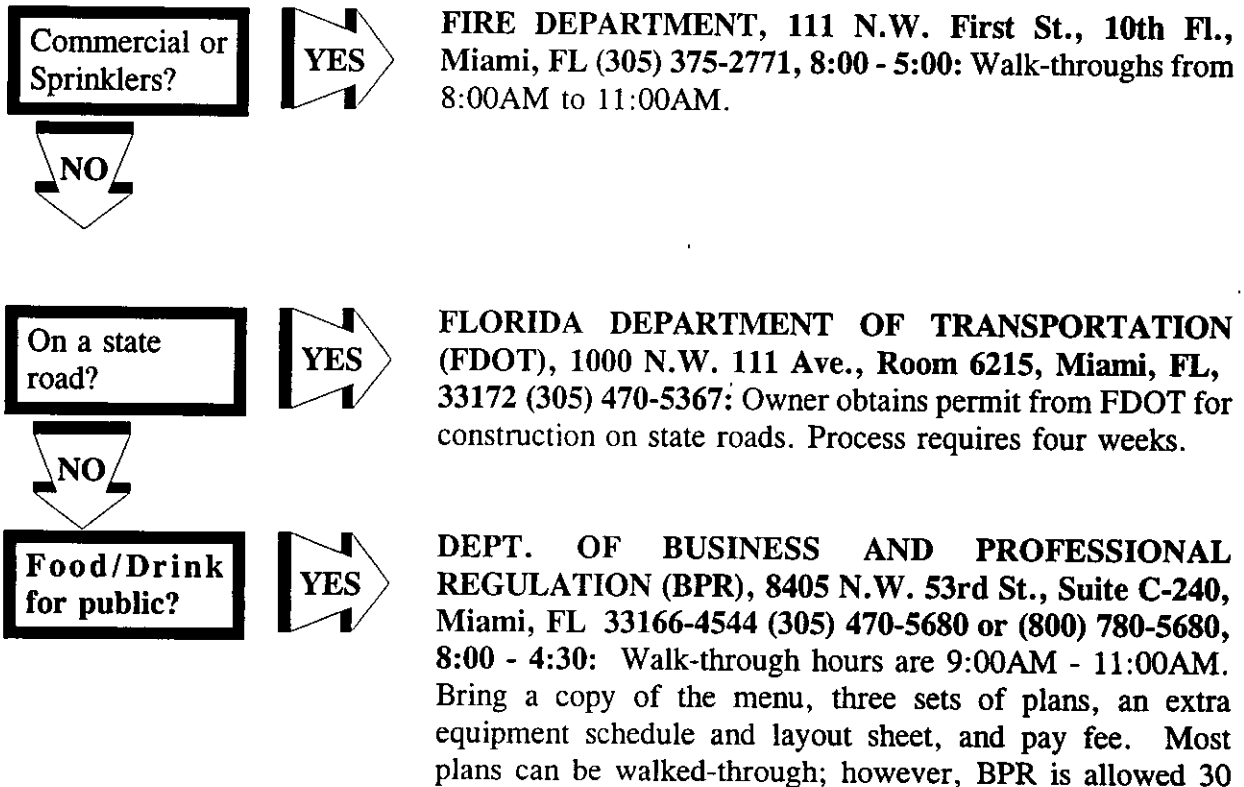 Commercial or
Sprinklers?
YES
FIRE DEPARTMENT, 111 N.W. First St., 10th Fl.,
Miami, FL (305) 375-2771, 8:00 - 5:00: Walk-throughs from
8:00AM to 11:00AM.
NO
On a state
road?
YES
FLORIDA DEPARTMENT OF TRANSPORTATION
(FDOT), 1000 N.W. 111 Ave., Room 6215, Miami, FL,
33172 (305) 470-5367: Owner obtains permit from FDOT for
construction on state roads. Process requires four weeks.
NO
Food/Drink
for public?
YES
DEPT. OF BUSINESS AND PROFESSIONAL
REGULATION (BPR), 8405 N.W. 53rd St., Suite C-240,
Miami, FL 33166-4544 (305) 470-5680 or (800) 780-5680,
8:00 - 4:30: Walk-through hours are 9:00AM - 11:00AM.
Bring a copy of the menu, three sets of plans, an extra
equipment schedule and layout sheet, and pay fee. Most
plans can be walked-through; however, BPR is allowed 30